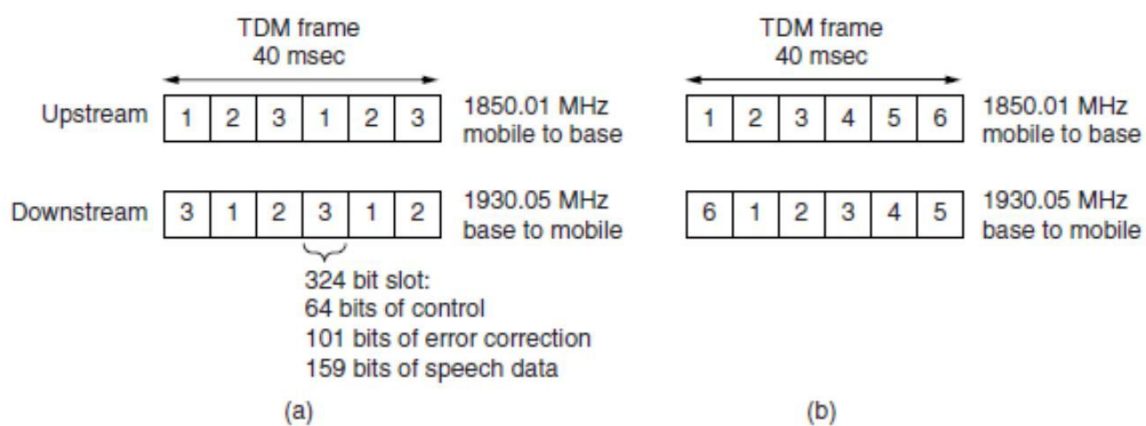 TDM frame
40 msec
Upstream 1 2 3 1 2 3 1850.01 MHz
mobile to base
Downstream 3 1 2 3 1 2 1930.05 MHz
base to mobile
324 bit slot:
64 bits of control
101 bits of error correction
159 bits of speech data
(a)
TDM frame
40 msec
1 2 3 4 5 6 1850.01 MHz
mobile to base
6 1 2 3 4 5 1930.05 MHz
base to mobile
(b)